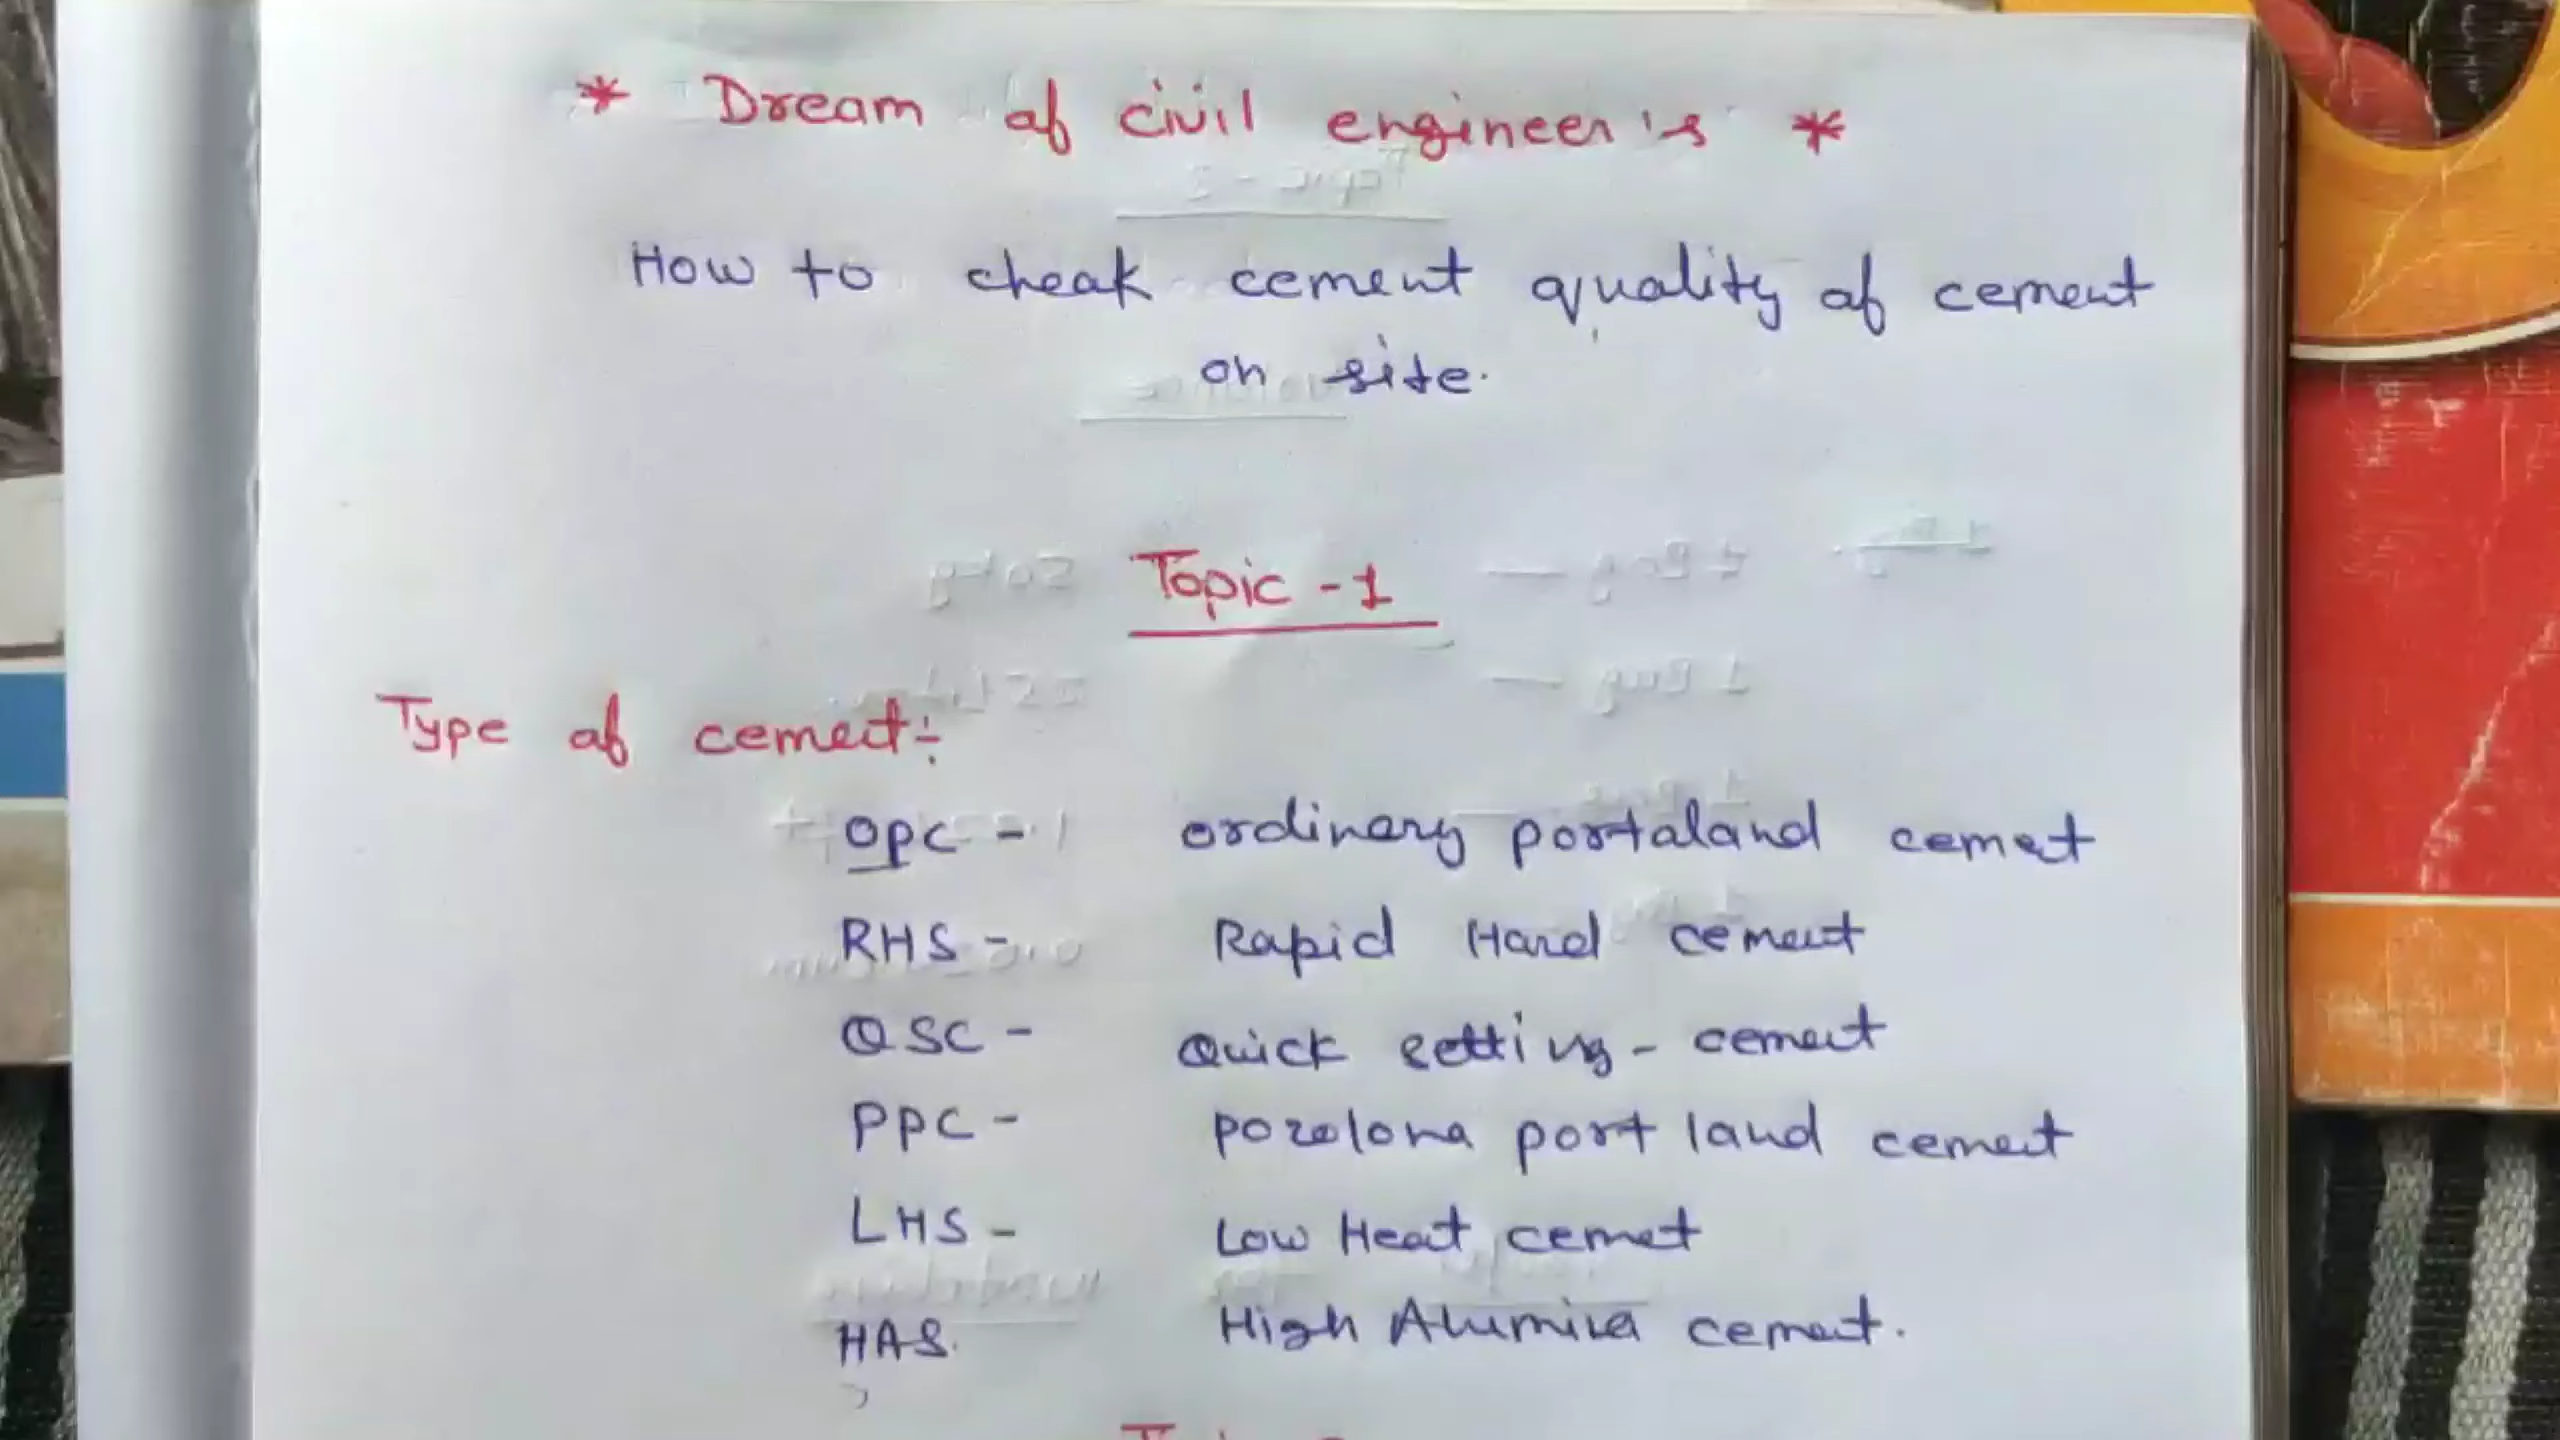 * Dream of civil engineer's *
How to cheak cement quality of cement
on site.
Topic - 1
Type of cemect:-
OPC - ordinary portaland cemet
RHS - Rapid Hard cement
QSC - Quick setting - cement
PPC - pozolona port land cement
LHS - Low Heat cemet
HAS. High Alumina cement.